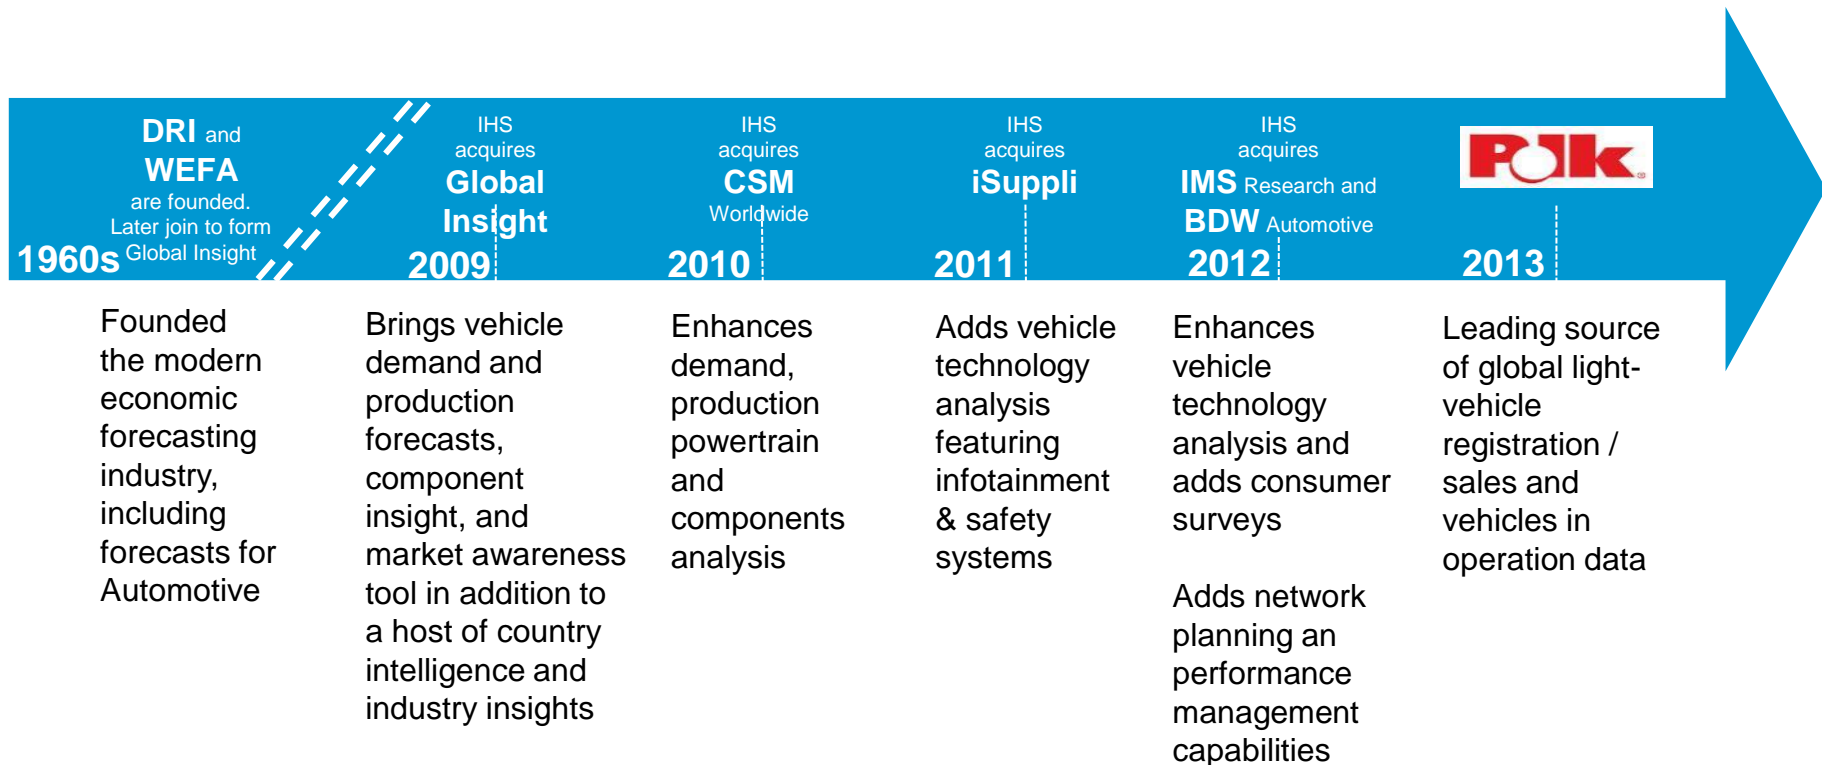 DRI and
WEFA
are founded.
Later join to form
Global Insight
1960s
IHS
acquires
Global
Insight
2009
IHS
acquires
CSM
Worldwide
2010
IHS
acquires
iSuppli
2011
IHS
acquires
IMS Research and
BDW Automotive
2012
Polk®
2013
Founded
the modern
economic
forecasting
industry,
including
forecasts for
Automotive
Brings vehicle
demand and
production
forecasts,
component
insight, and
market awareness
tool in addition to
a host of country
intelligence and
industry insights
Enhances
demand,
production
powertrain
and
components
analysis
Adds vehicle
technology
analysis
featuring
infotainment
& safety
systems
Enhances
vehicle
technology
analysis and
adds consumer
surveys
Adds network
planning an
performance
management
capabilities
Leading source
of global light-
vehicle
registration /
sales and
vehicles in
operation data